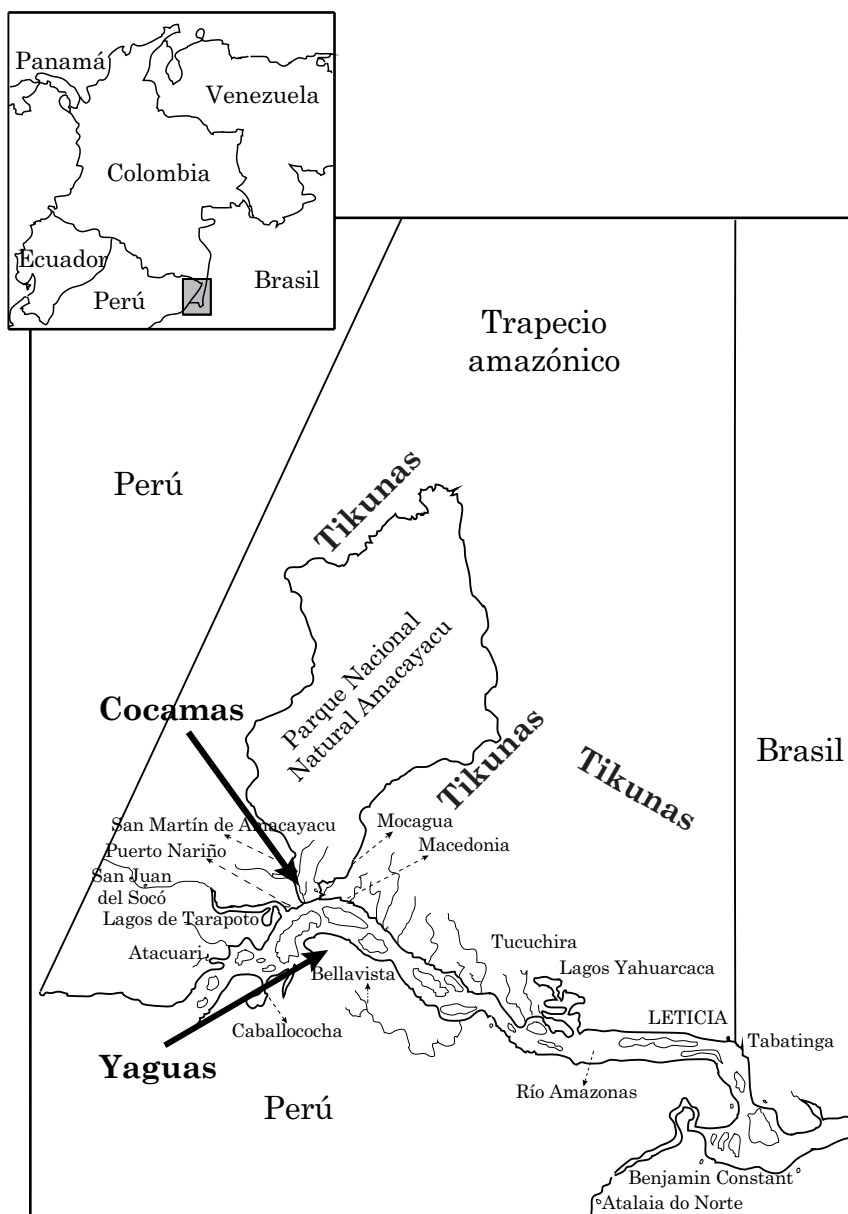 Panamá
Venezuela
Colombia
Ecuador
Perú
Brasil
Trapecio
amazónico
Perú
Tikunas
Parque Nacional
Natural Amacayacu
Cocamas
Tikunas
Tikunas
Brasil
San Martín de Amacayacu
Mocagua
Puerto Nariño
Macedonia
San Juan
del Socó
Lagos de Tarapoto
Atacuari
Tucuchira
Lagos Yahuarcaca
Bellavista
Caballococha
LETICIA
Tabatinga
Yaguas
Río Amazonas
Perú
Benjamin Constant
Atalaia do Norte